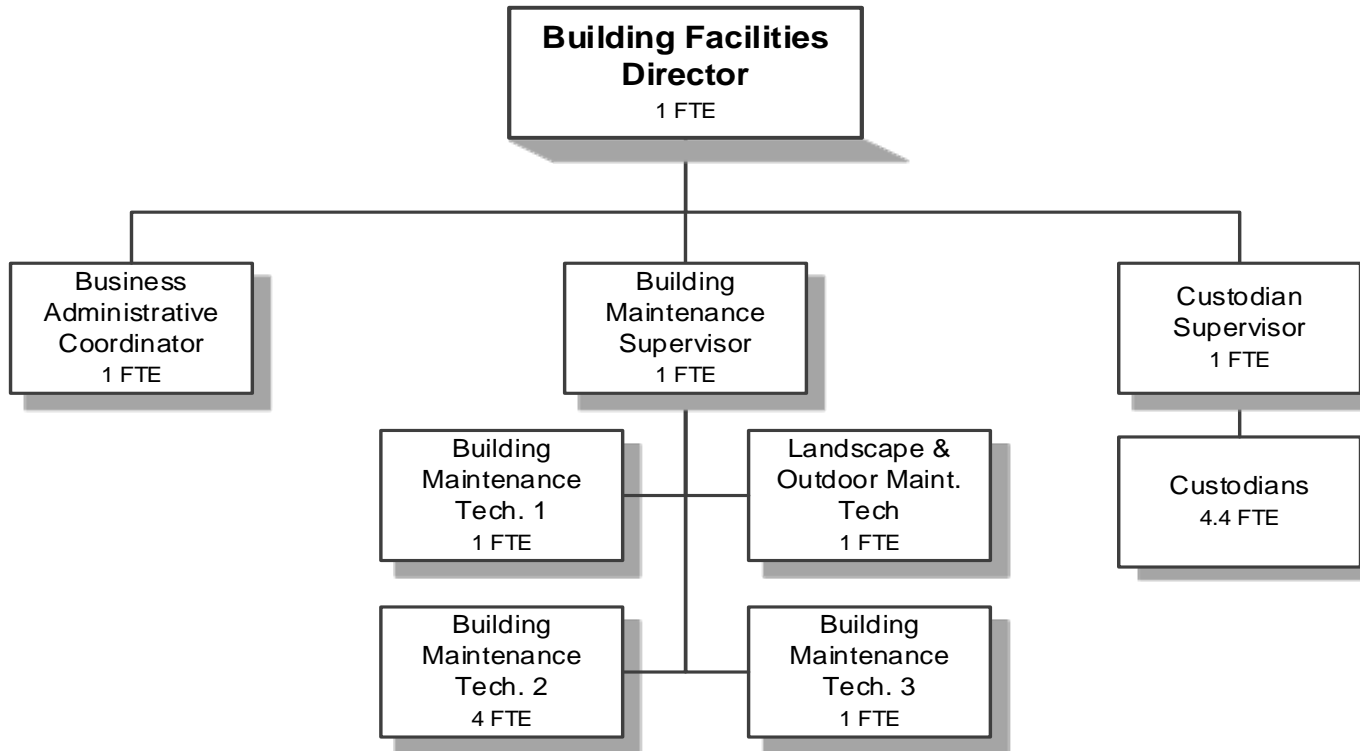 Building Facilities
Director
1 FTE
Business
Administrative
Coordinator
1 FTE
Building
Maintenance
Supervisor
1 FTE
Custodian
Supervisor
1 FTE
Building
Maintenance
Tech. 1
1 FTE
Landscape &
Outdoor Maint.
Tech
1 FTE
Custodians
4.4 FTE
Building
Maintenance
Tech. 2
4 FTE
Building
Maintenance
Tech. 3
1 FTE